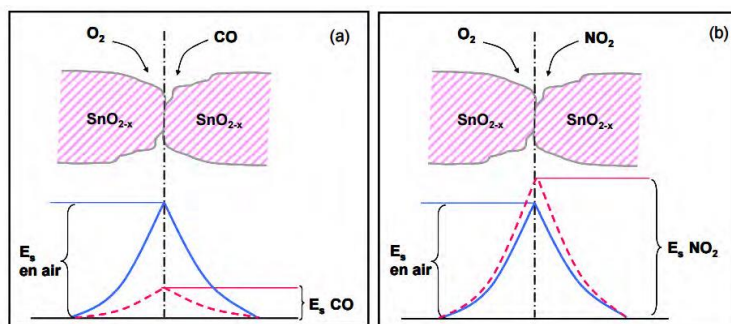 (a)
O₂ CO
SnO₂₋ₓ SnO₂₋ₓ
Eₛ
en air
Eₛ CO
(b)
O₂ NO₂
SnO₂₋ₓ SnO₂₋ₓ
Eₛ
en air
Eₛ NO₂